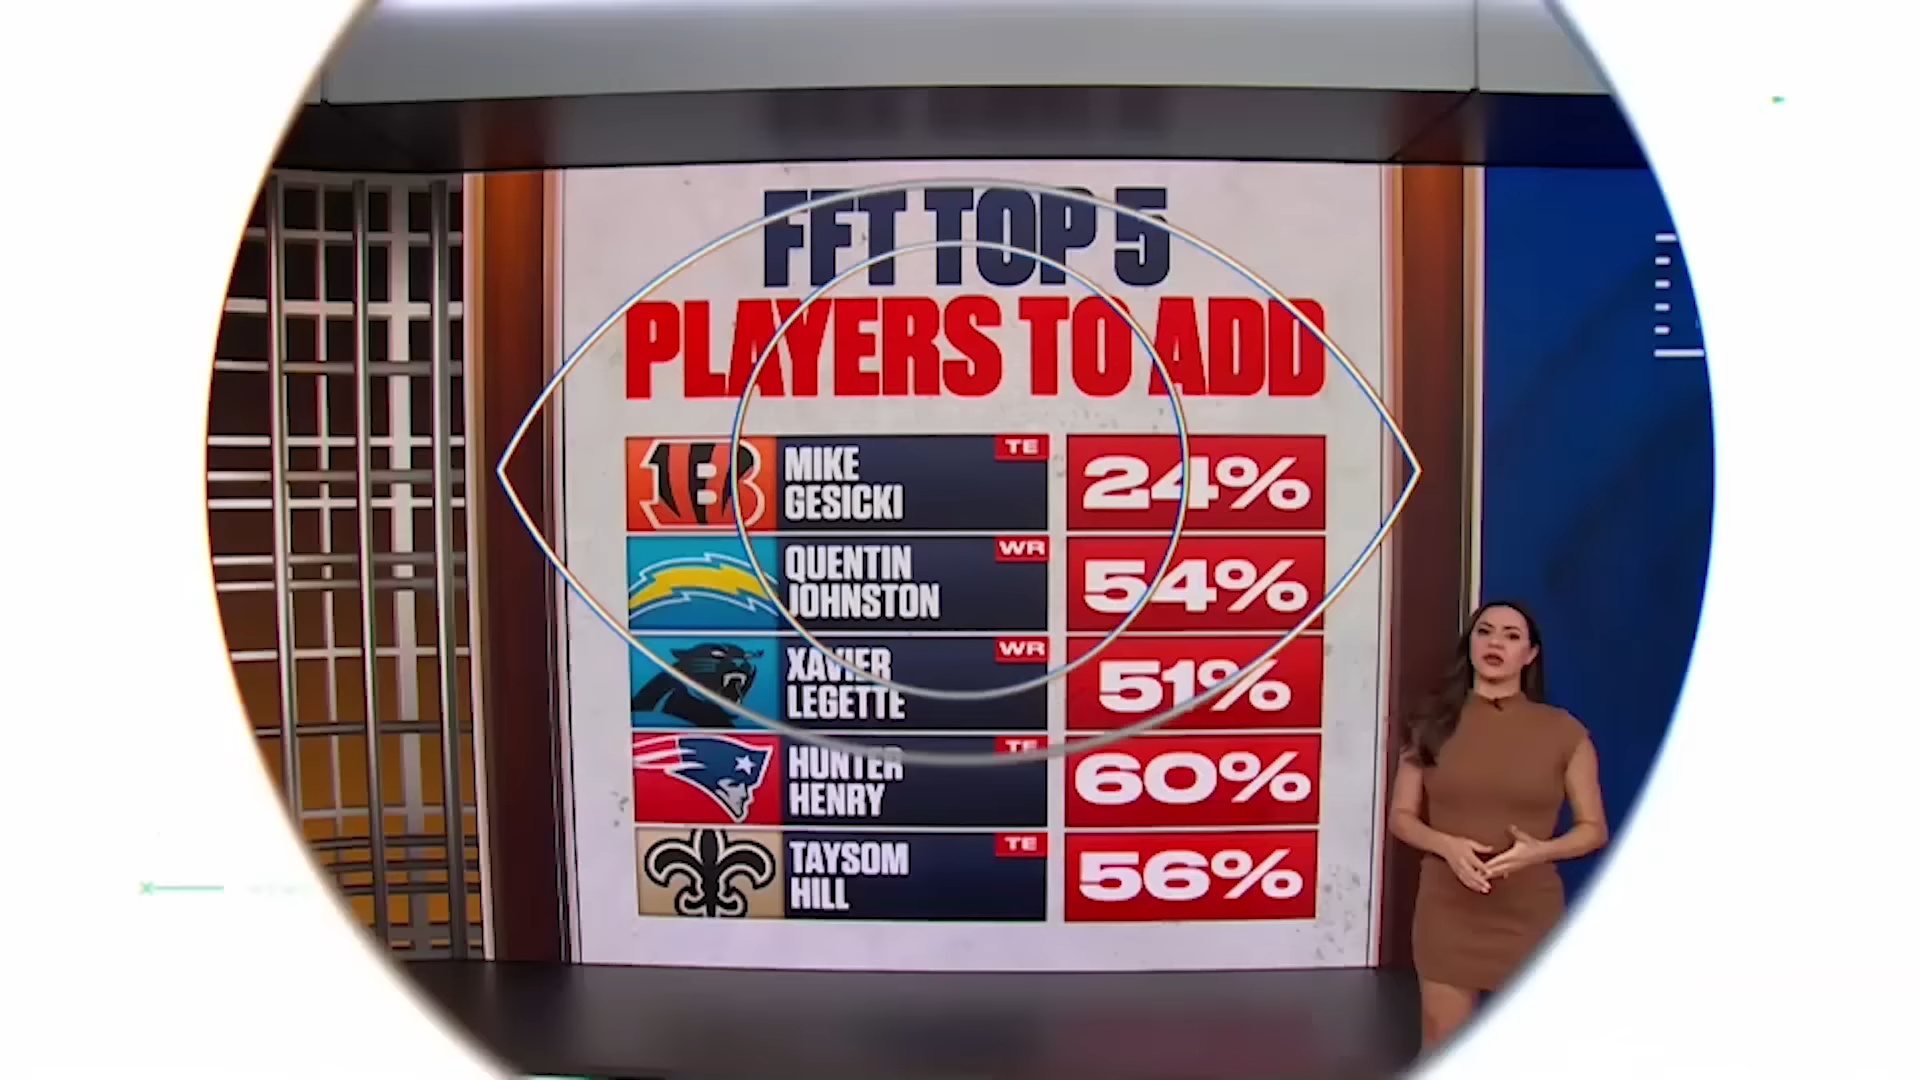 FFT TOP 5
PLAYERS TO ADD
MIKE
GESICKI
TE
24%
QUENTIN
JOHNSTON
WR
54%
XAVIER
LEGETTE
WR
51%
HUNTER
HENRY
TE
60%
TAYSOM
HILL
TE
56%